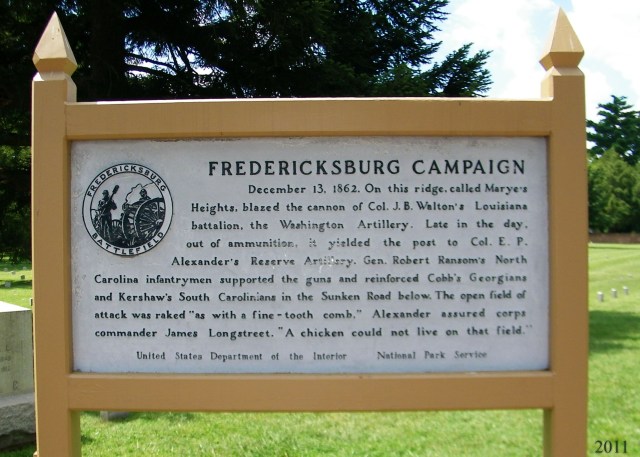 FREDERICKSBURG CAMPAIGN
FREDERICKSBURG
BATTLEFIELD
December 13, 1862. On this ridge, called Marye's
Heights, blazed the cannon of Col. J. B. Walton's Louisiana
battalion, the Washington Artillery. Late in the day,
out of ammunition, it yielded the post to Col. E. P.
Alexander's Reserve Artillery. Gen. Robert Ransom's North
Carolina infantrymen supported the guns and reinforced Cobb's Georgians
and Kershaw's South Carolinians in the Sunken Road below. The open field of
attack was raked "as with a fine-tooth comb," Alexander assured corps
commander James Longstreet. "A chicken could not live on that field."
United States Department of the Interior National Park Service
2011